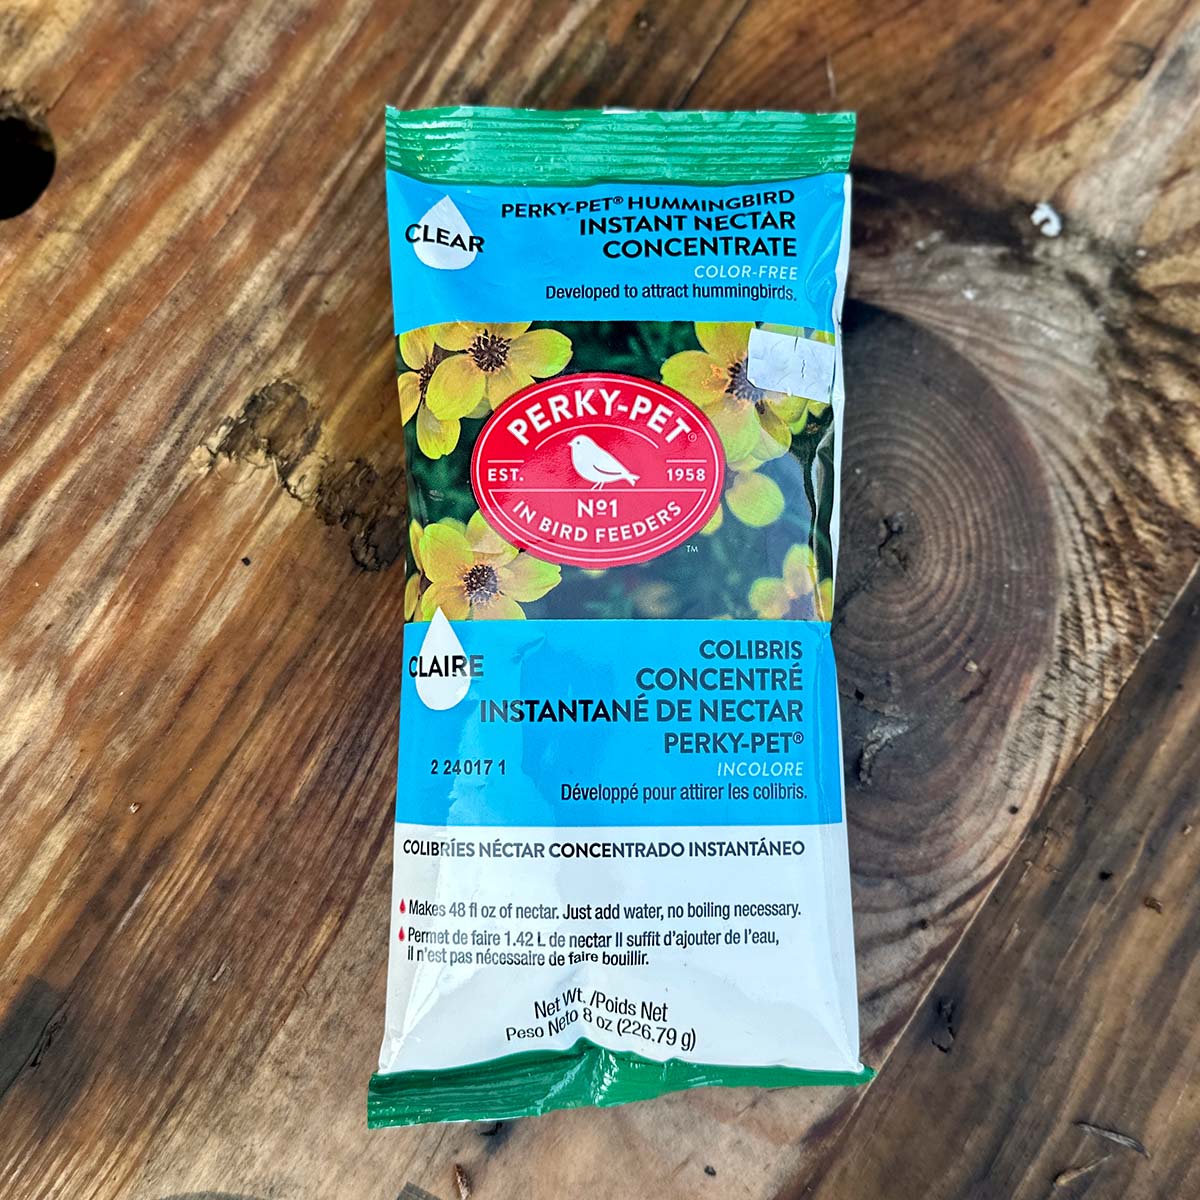 CLEAR
PERKY-PET® HUMMINGBIRD
INSTANT NECTAR
CONCENTRATE
COLOR-FREE
Developed to attract hummingbirds.
PERKY-PET®
EST. 1958
Nº1
IN BIRD FEEDERS
TM
CLAIRE
COLIBRIS
CONCENTRÉ
INSTANTANÉ DE NECTAR
PERKY-PET®
INCOLORE
2 24017 1
Développé pour attirer les colibris.
COLIBRÍES NÉCTAR CONCENTRADO INSTANTÁNEO
Makes 48 fl oz of nectar. Just add water, no boiling necessary.
Permet de faire 1.42 L de nectar Il suffit d'ajouter de l'eau,
il n'est pas nécessaire de faire bouillir.
Net Wt. /Poids Net
Peso Neto 8 oz (226.79 g)